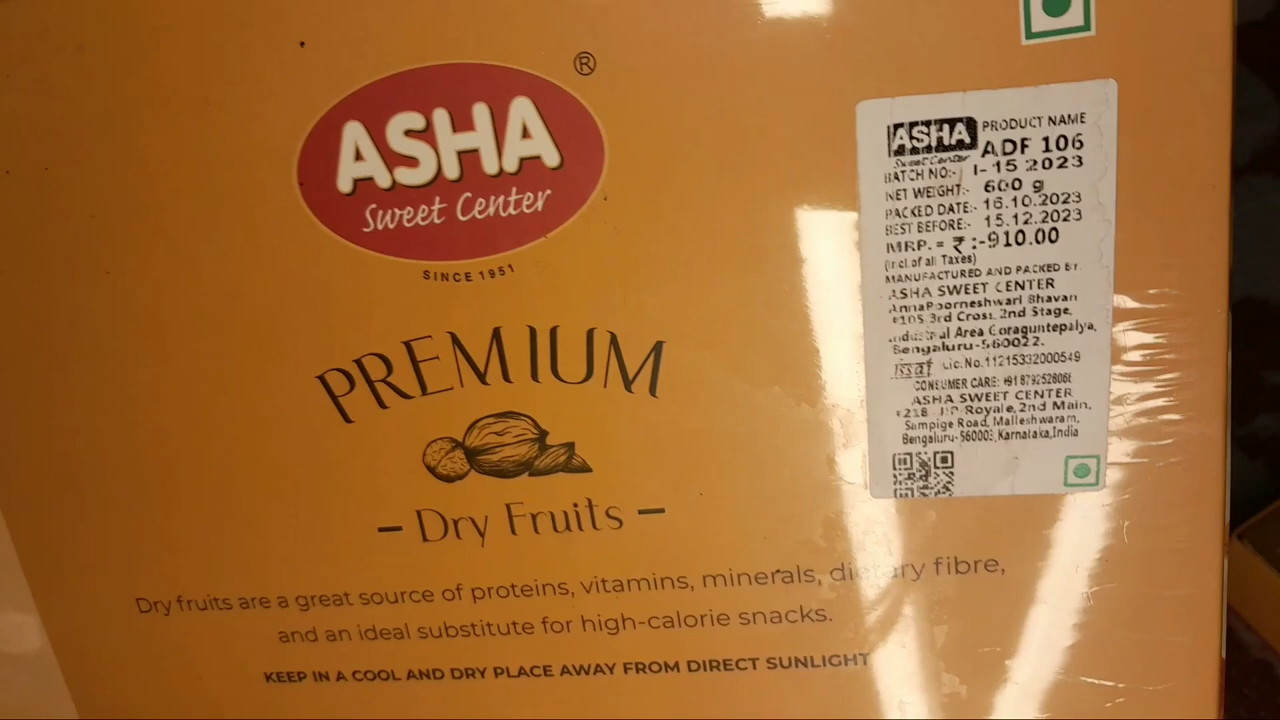 ®
ASHA
Sweet Center
SINCE 1951
PREMIUM
– Dry Fruits –
Dry fruits are a great source of proteins, vitamins, minerals, dietary fibre,
and an ideal substitute for high-calorie snacks.
KEEP IN A COOL AND DRY PLACE AWAY FROM DIRECT SUNLIGHT
ASHA PRODUCT NAME
Sweet Center ADF 106
BATCH NO:- I-15 2023
NET WEIGHT:- 600 g
PACKED DATE:- 16.10.2023
BEST BEFORE:- 15.12.2023
MRP. = ₹ :-910.00
(Incl.of all Taxes)
MANUFACTURED AND PACKED BY.
ASHA SWEET CENTER
AnnaPoorneshwari Bhavan
#105 3rd Cross, 2nd Stage,
Industrial Area Goraguntepalya,
Bengaluru-560022.
fssai Lic.No.11215332000549
CONSUMER CARE:
ASHA SWEET CENTER
#218 J.P Royale,2nd Main,
Sampige Road, Malleshwaram,
Bengaluru-560003,Karnataka,India